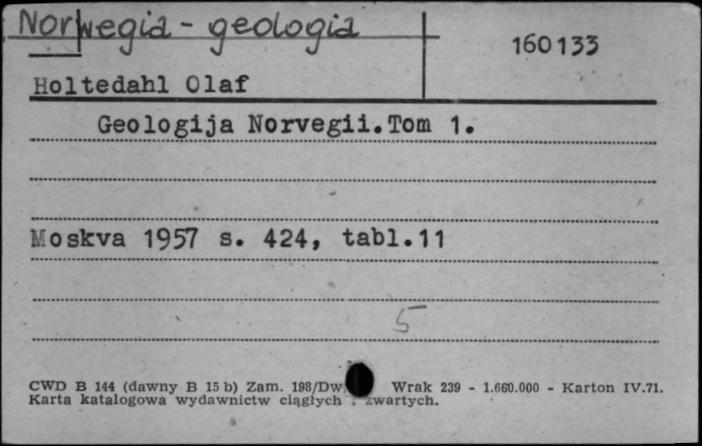 Norwegia - geologia
160133
Holtedahl Olaf
Geologija Norvegii.Tom 1.
Moskva 1957 s. 424, tabl.11
5
CWD B 144 (dawny B 15 b) Zam. 198/Dw. Wrak 239 - 1.660.000 - Karton IV.71.
Karta katalogowa wydawnictw ciągłych i zwartych.